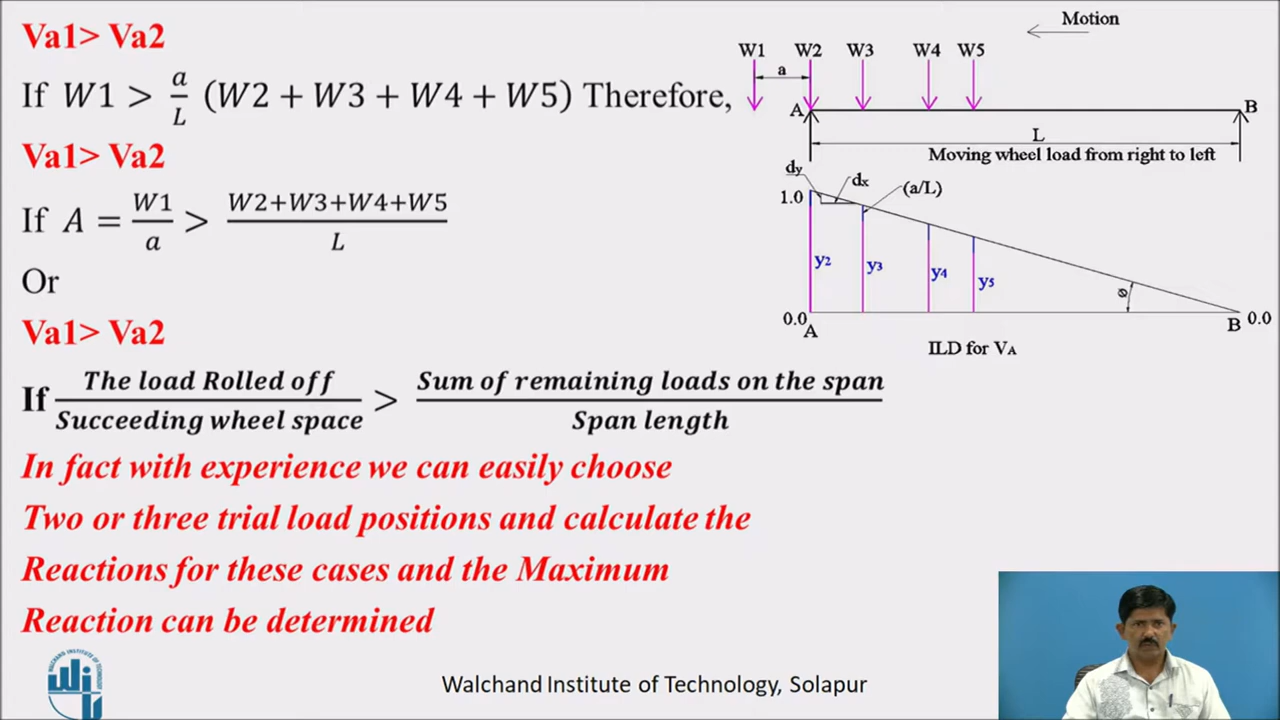 Va1> Va2
If W1 > a/L (W2 + W3 + W4 + W5) Therefore,
Va1> Va2
If A = W1/a > W2+W3+W4+W5/L
Or
Va1> Va2
If The load Rolled off/Succeeding wheel space > Sum of remaining loads on the span/Span length
In fact with experience we can easily choose
Two or three trial load positions and calculate the
Reactions for these cases and the Maximum
Reaction can be determined
Motion
W1 W2 W3 W4 W5
a
A B
L
Moving wheel load from right to left
dy dx (a/L)
1.0
y2 y3 y4 y5 ø
0.0 A B 0.0
ILD for VA
WALCHAND INSTITUTE OF TECHNOLOGY
Walchand Institute of Technology, Solapur